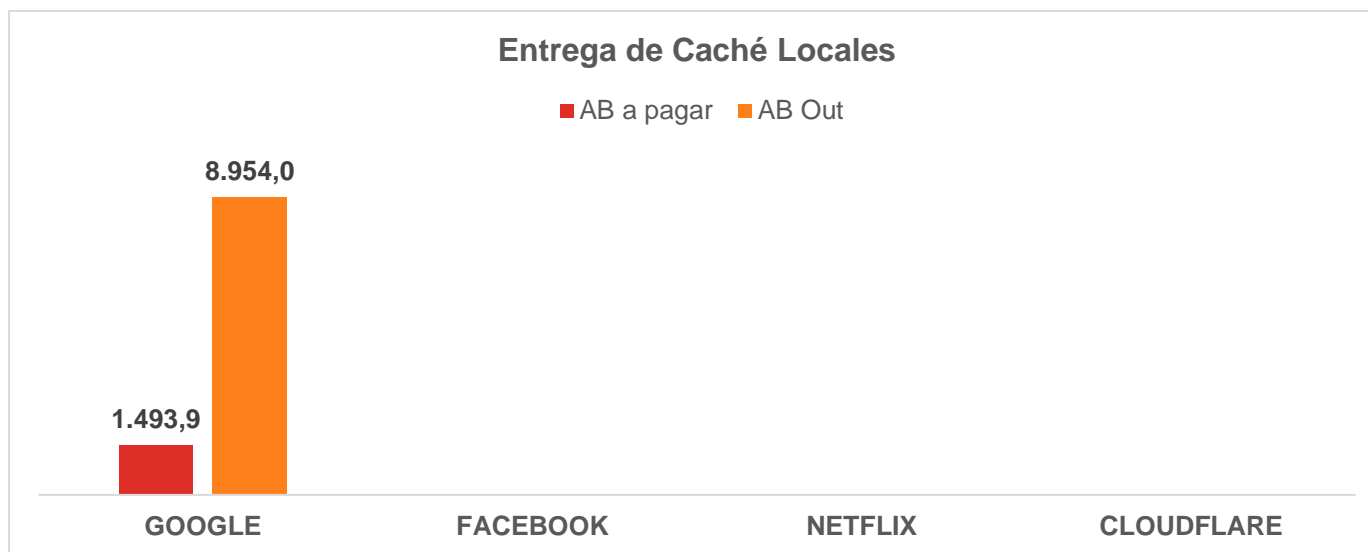 Entrega de Caché Locales
AB a pagar AB Out
8.954,0
1.493,9
GOOGLE FACEBOOK NETFLIX CLOUDFLARE